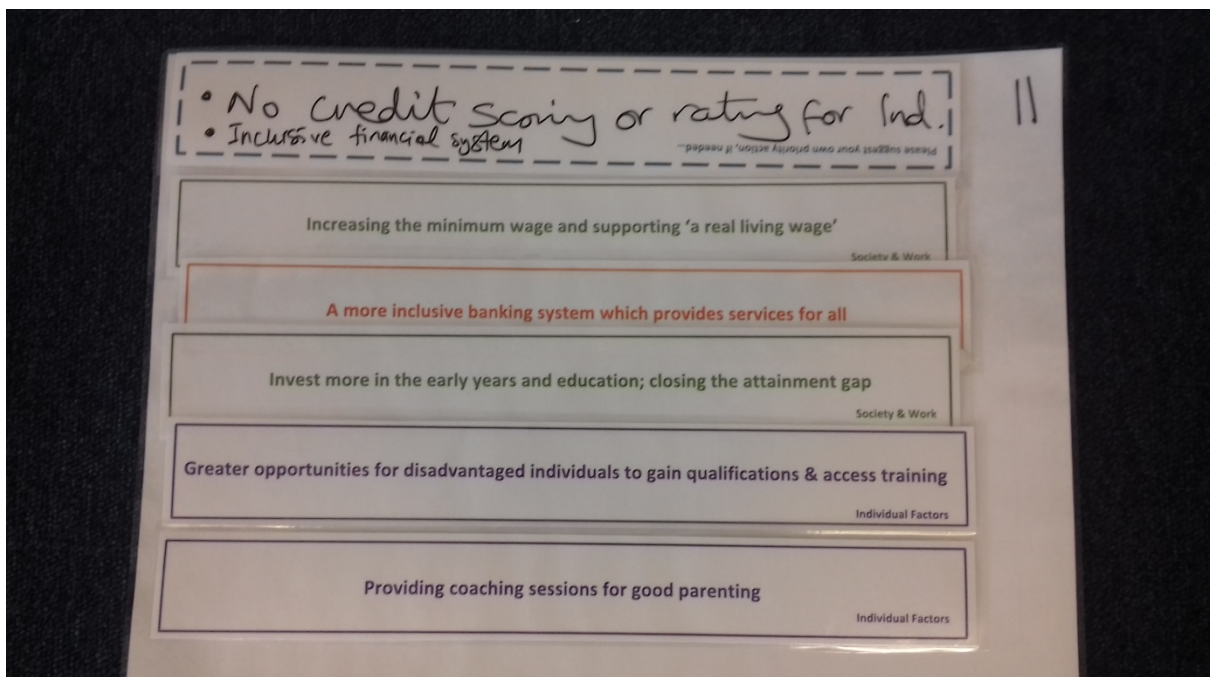 • No credit scoring or rating for Ind.
• Inclusive financial system
Please suggest your own priority action, if needed...
11
Increasing the minimum wage and supporting ‘a real living wage’
Society & Work
A more inclusive banking system which provides services for all
Invest more in the early years and education; closing the attainment gap
Society & Work
Greater opportunities for disadvantaged individuals to gain qualifications & access training
Individual Factors
Providing coaching sessions for good parenting
Individual Factors